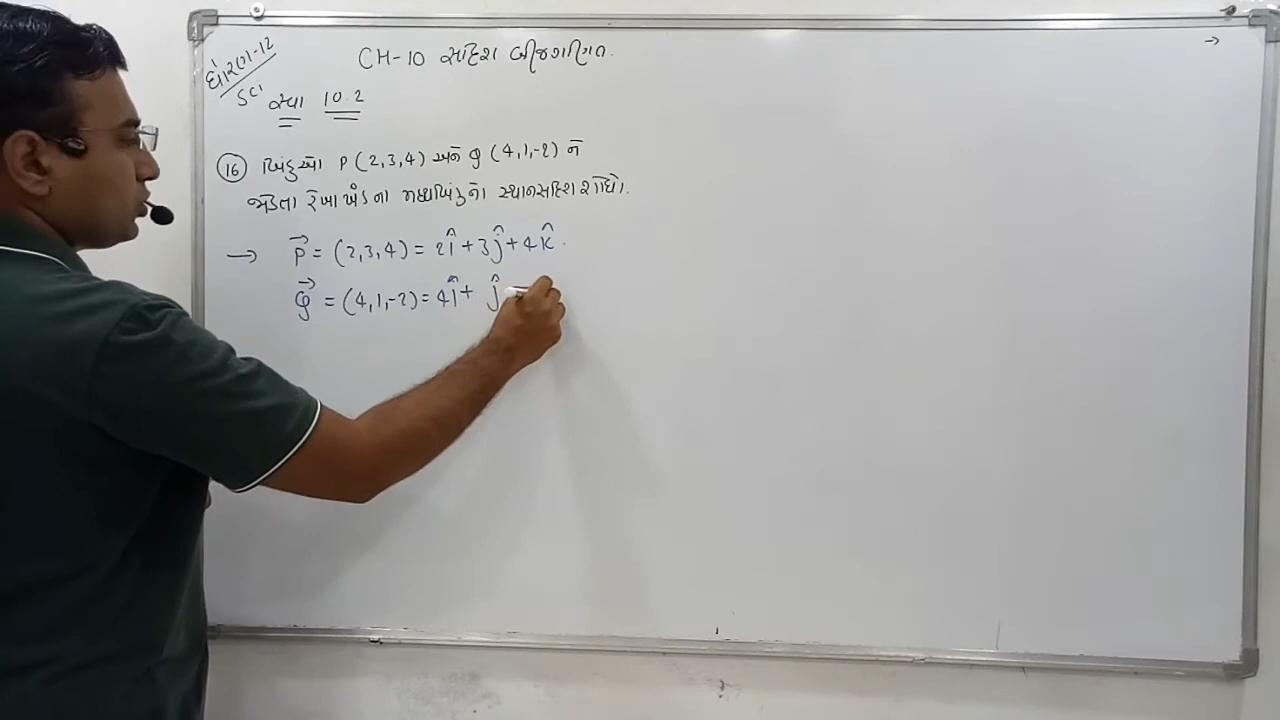 ધોરણ-12
Sci
CH-10 સદિશ બીજગણિત.
સ્વા 10.2
(16) બિંદુઓ P (2,3,4) અને Q (4,1,-2) ને
જોડતા રેખાખંડના મધ્યબિંદુનો સ્થાનસદિશ શોધો.
→ P⃗ = (2,3,4) = 2î + 3ĵ + 4k̂.
Q⃗ = (4,1,-2) = 4î + ĵ
→